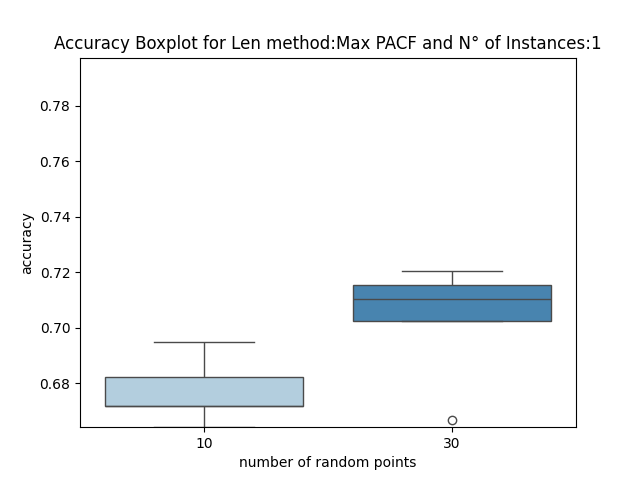 Accuracy Boxplot for Len method:Max PACF and N° of Instances:1
accuracy
0.78
0.76
0.74
0.72
0.70
0.68
10 30
number of random points